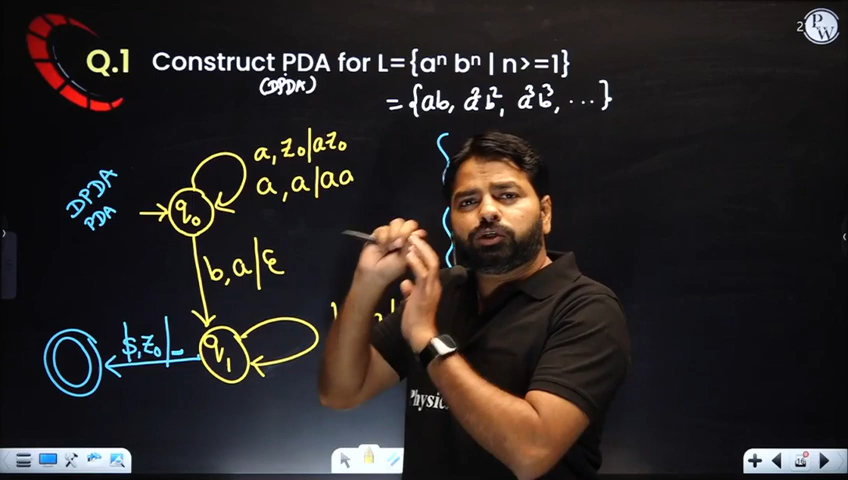 Q.1 Construct PDA for L={aⁿ bⁿ | n>=1}
(DPDA)
= {ab, a²b², a³b³, ...}
a, z₀/az₀
a, a/aa
DPDA
PDA
q₀
b, a/ε
$, z₀/-
q₁
Physic
P
W
2